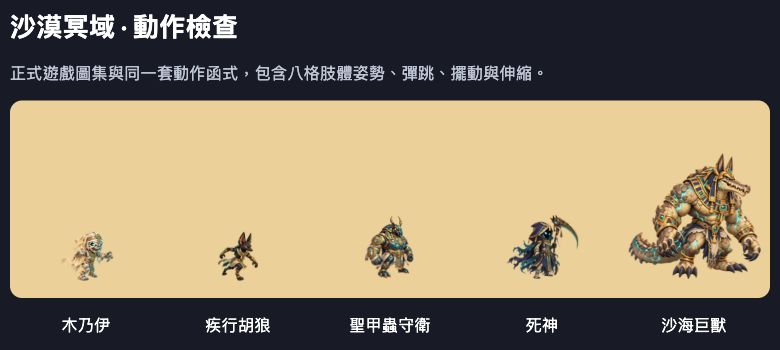 沙漠冥域 · 動作檢查
正式遊戲圖集與同一套動作函式，包含八格肢體姿勢、彈跳、擺動與伸縮。
木乃伊
疾行胡狼
聖甲蟲守衛
死神
沙海巨獸